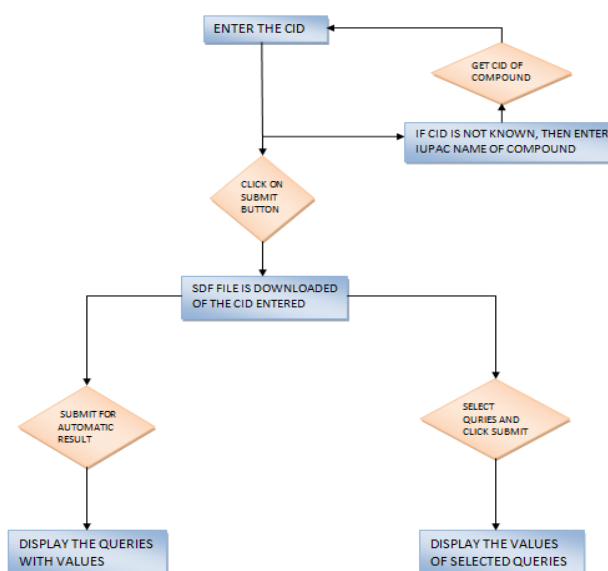 ENTER THE CID
GET CID OF
COMPOUND
IF CID IS NOT KNOWN, THEN ENTER
IUPAC NAME OF COMPOUND
CLICK ON
SUBMIT
BUTTON
SDF FILE IS DOWNLOADED
OF THE CID ENTERED
SUBMIT FOR
AUTOMATIC
RESULT
SELECT
QURIES AND
CLICK SUBMIT
DISPLAY THE QUERIES
WITH VALUES
DISPLAY THE VALUES
OF SELECTED QUERIES